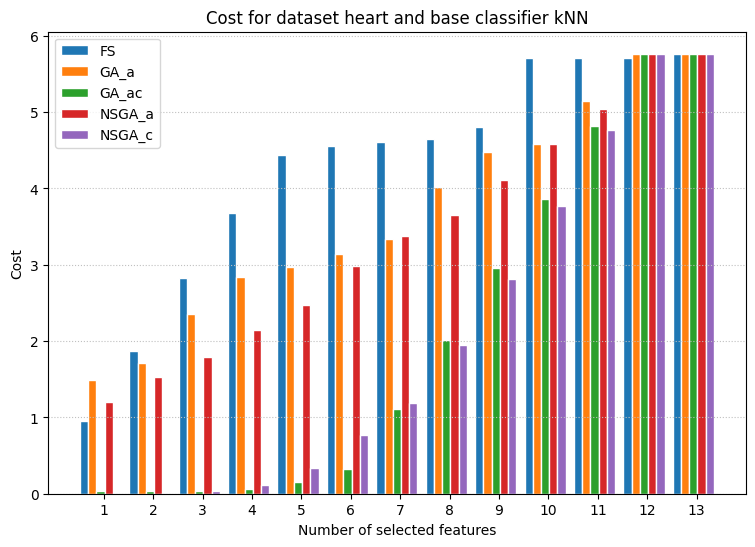 Cost for dataset heart and base classifier kNN
FS
GA_a
GA_ac
NSGA_a
NSGA_c
Cost
6
5
4
3
2
1
0
1 2 3 4 5 6 7 8 9 10 11 12 13
Number of selected features